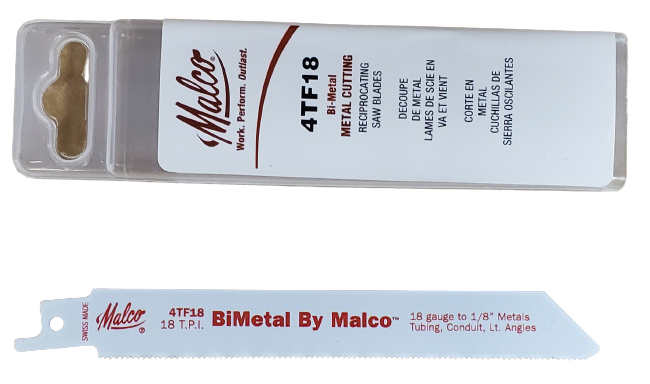 Malco®
Work. Perform. Outlast.
4TF18
Bi-Metal
METAL CUTTING
RECIPROCATING
SAW BLADES
DECOUPE
DE METAL
LAMES DE SCIE EN
VA ET VIENT
CORTE EN
METAL
CUCHILLAS DE
SIERRA OSCILANTES
SWISS MADE
Malco®
4TF18
18 T.P.I.
BiMetal By Malco™
18 gauge to 1/8" Metals
Tubing, Conduit, Lt. Angles